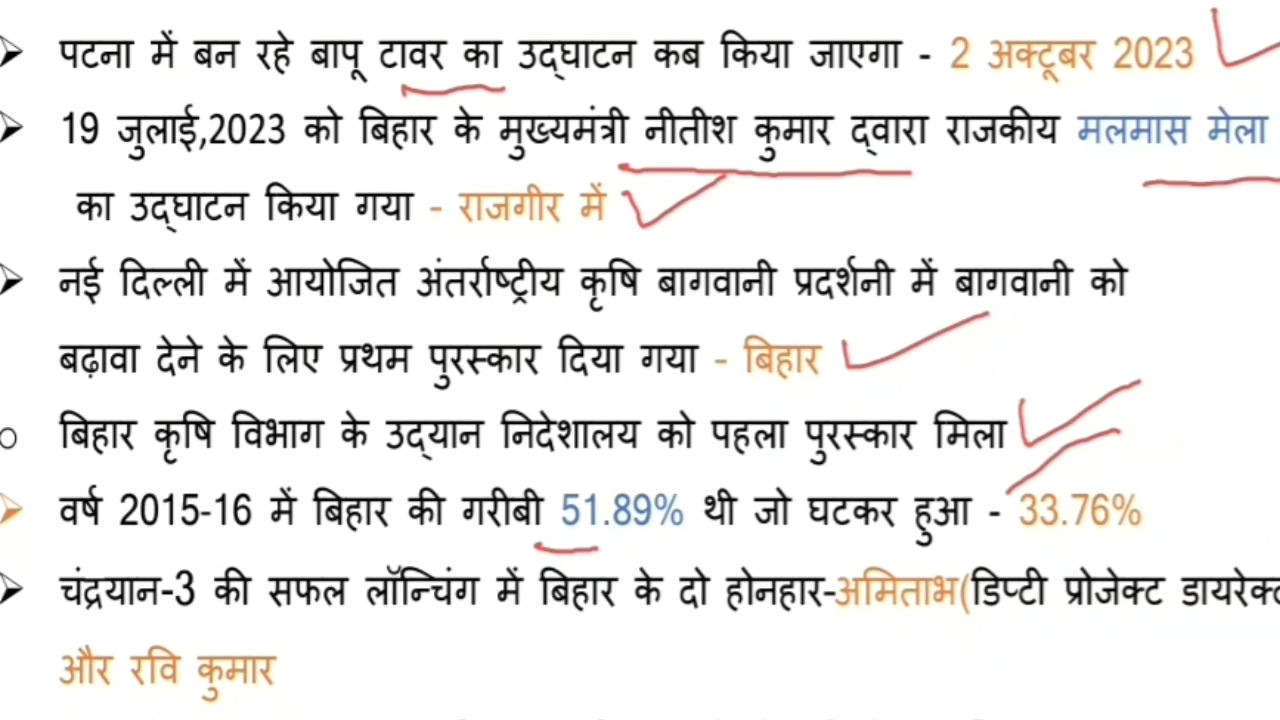 पटना में बन रहे बापू टावर का उद्घाटन कब किया जाएगा - 2 अक्टूबर 2023
19 जुलाई,2023 को बिहार के मुख्यमंत्री नीतीश कुमार द्वारा राजकीय मलमास मेला
का उद्घाटन किया गया - राजगीर में
नई दिल्ली में आयोजित अंतर्राष्ट्रीय कृषि बागवानी प्रदर्शनी में बागवानी को
बढ़ावा देने के लिए प्रथम पुरस्कार दिया गया - बिहार
बिहार कृषि विभाग के उद्यान निदेशालय को पहला पुरस्कार मिला
वर्ष 2015-16 में बिहार की गरीबी 51.89% थी जो घटकर हुआ - 33.76%
चंद्रयान-3 की सफल लॉन्चिंग में बिहार के दो होनहार-अमिताभ(डिप्टी प्रोजेक्ट
और रवि कुमार